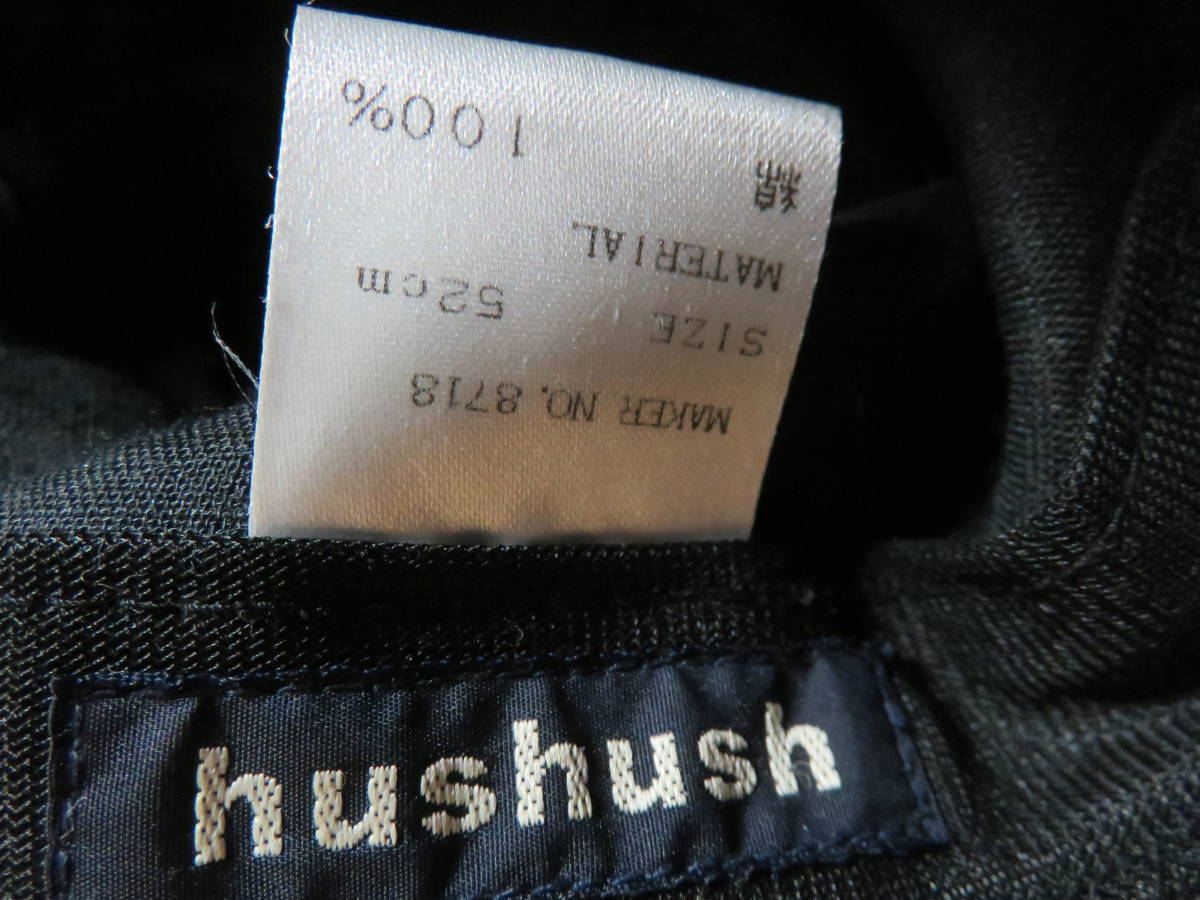 MAKER NO. 8718
SIZE 52cm
MATERIAL
綿 100%
hushush